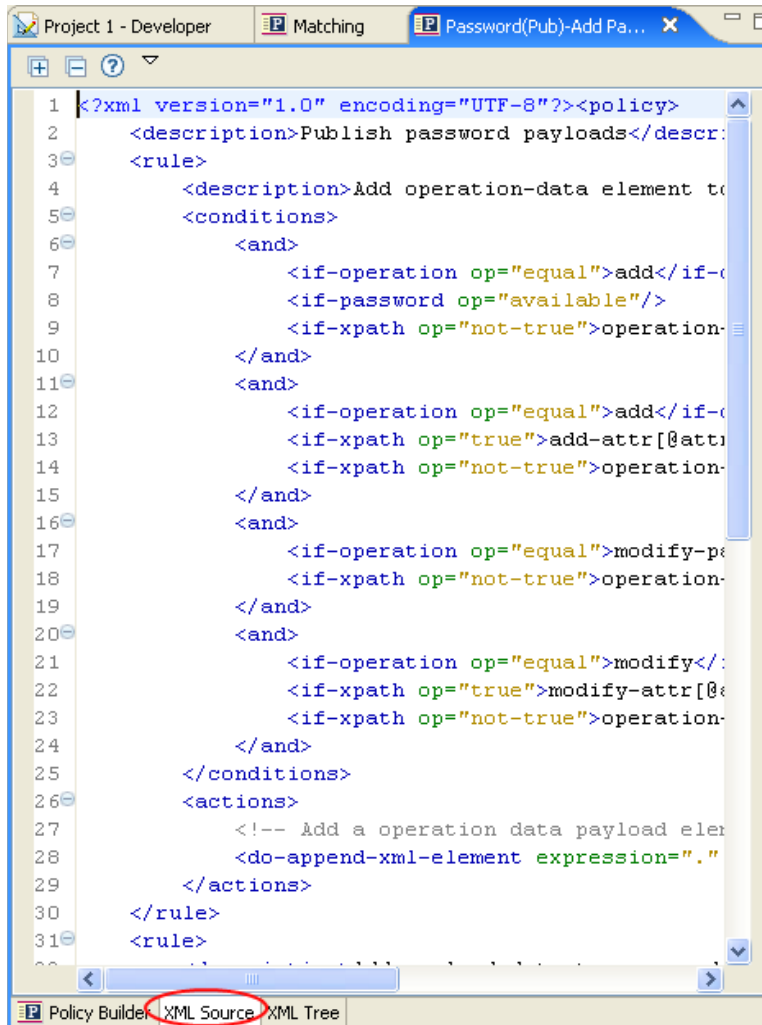 Project 1 - Developer Matching Password(Pub)-Add Pa...
1 <?xml version="1.0" encoding="UTF-8"?><policy>
2 <description>Publish password payloads</descr
3 <rule>
4 <description>Add operation-data element to
5 <conditions>
6 <and>
7 <if-operation op="equal">add</if-
8 <if-password op="available"/>
9 <if-xpath op="not-true">operation-
10 </and>
11 <and>
12 <if-operation op="equal">add</if-
13 <if-xpath op="true">add-attr[@attr
14 <if-xpath op="not-true">operation-
15 </and>
16 <and>
17 <if-operation op="equal">modify-pa
18 <if-xpath op="not-true">operation-
19 </and>
20 <and>
21 <if-operation op="equal">modify</
22 <if-xpath op="true">modify-attr[@a
23 <if-xpath op="not-true">operation-
24 </and>
25 </conditions>
26 <actions>
27 <!-- Add a operation data payload elem
28 <do-append-xml-element expression="."
29 </actions>
30 </rule>
31 <rule>
Policy Builder XML Source XML Tree